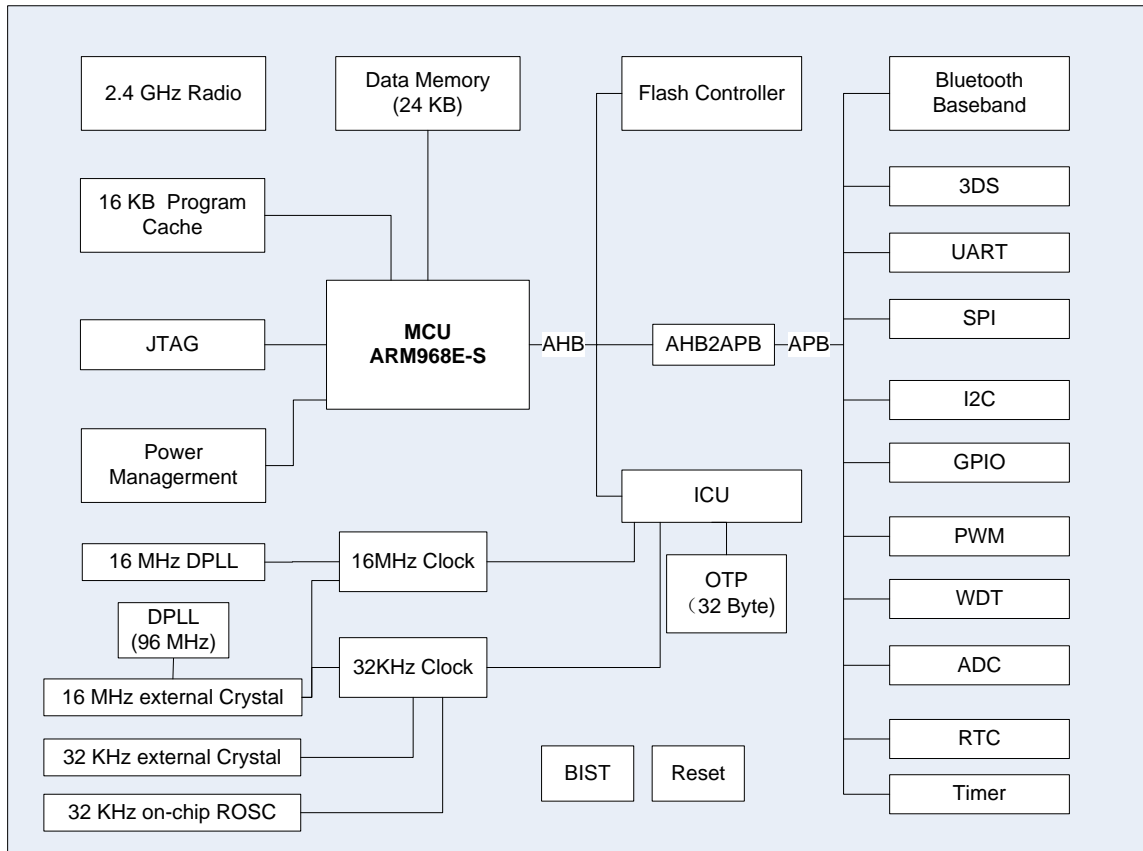 2.4 GHz Radio
Data Memory
(24 KB)
Flash Controller
Bluetooth
Baseband
16 KB Program
Cache
3DS
UART
SPI
JTAG
MCU
ARM968E-S
AHB
AHB2APB
APB
I2C
GPIO
Power
Managerment
ICU
PWM
16 MHz DPLL
16MHz Clock
OTP
（32 Byte)
WDT
DPLL
(96 MHz)
32KHz Clock
ADC
16 MHz external Crystal
RTC
32 KHz external Crystal
BIST
Reset
Timer
32 KHz on-chip ROSC